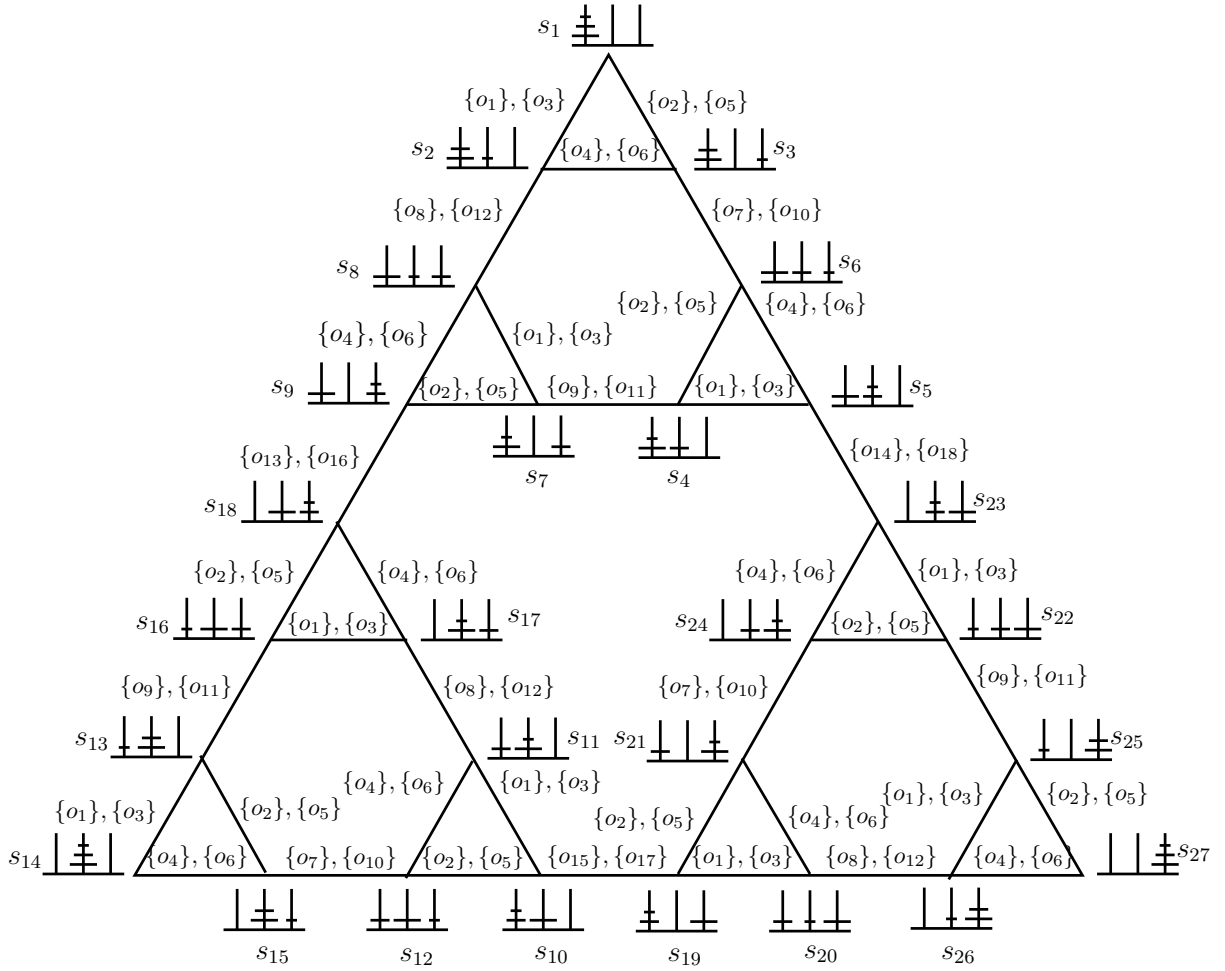 s₁
{o₁}, {o₃} {o₂}, {o₅}
s₂ {o₄}, {o₆} s₃
{o₈}, {o₁₂} {o₇}, {o₁₀}
s₈ s₆
{o₂}, {o₅} {o₄}, {o₆}
{o₄}, {o₆} {o₁}, {o₃}
s₉ {o₂}, {o₅} {o₉}, {o₁₁} {o₁}, {o₃} s₅
{o₁₃}, {o₁₆} {o₁₄}, {o₁₈}
s₇ s₄
s₁₈ s₂₃
{o₂}, {o₅} {o₄}, {o₆} {o₄}, {o₆} {o₁}, {o₃}
s₁₆ {o₁}, {o₃} s₁₇ s₂₄ {o₂}, {o₅} s₂₂
{o₉}, {o₁₁} {o₈}, {o₁₂} {o₇}, {o₁₀} {o₉}, {o₁₁}
s₁₃ s₁₁ s₂₁ s₂₅
{o₄}, {o₆} {o₁}, {o₃} {o₁}, {o₃} {o₂}, {o₅}
{o₁}, {o₃} {o₂}, {o₅} {o₂}, {o₅} {o₄}, {o₆}
s₁₄ {o₄}, {o₆} {o₇}, {o₁₀} {o₂}, {o₅} {o₁₅}, {o₁₇} {o₁}, {o₃} {o₈}, {o₁₂} {o₄}, {o₆} s₂₇
s₁₅ s₁₂ s₁₀ s₁₉ s₂₀ s₂₆